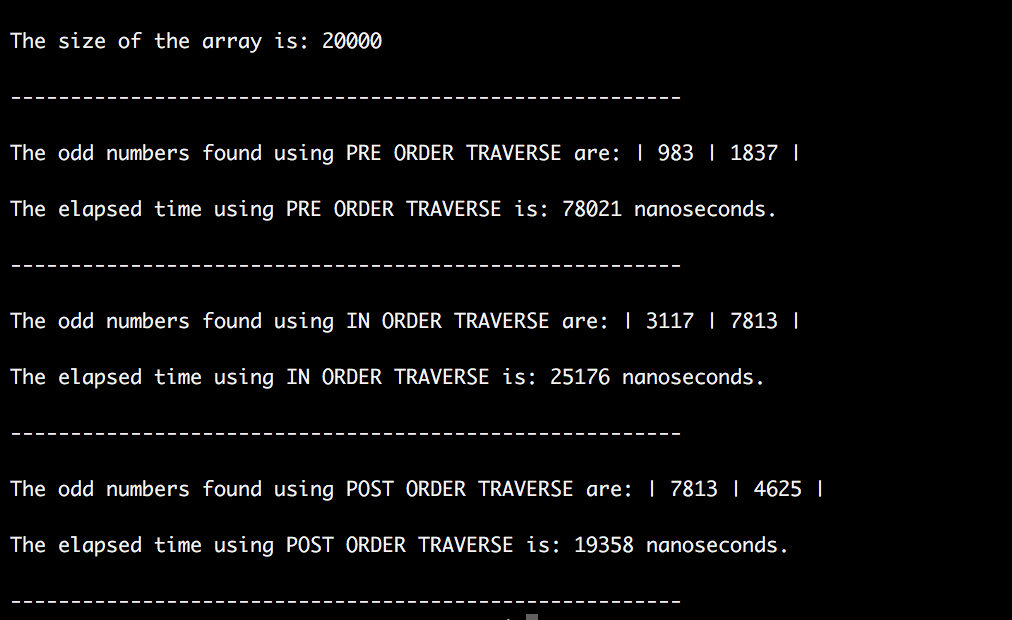 The size of the array is: 20000
--------------------------------------------------------
The odd numbers found using PRE ORDER TRAVERSE are: | 983 | 1837 |
The elapsed time using PRE ORDER TRAVERSE is: 78021 nanoseconds.
--------------------------------------------------------
The odd numbers found using IN ORDER TRAVERSE are: | 3117 | 7813 |
The elapsed time using IN ORDER TRAVERSE is: 25176 nanoseconds.
--------------------------------------------------------
The odd numbers found using POST ORDER TRAVERSE are: | 7813 | 4625 |
The elapsed time using POST ORDER TRAVERSE is: 19358 nanoseconds.
--------------------------------------------------------